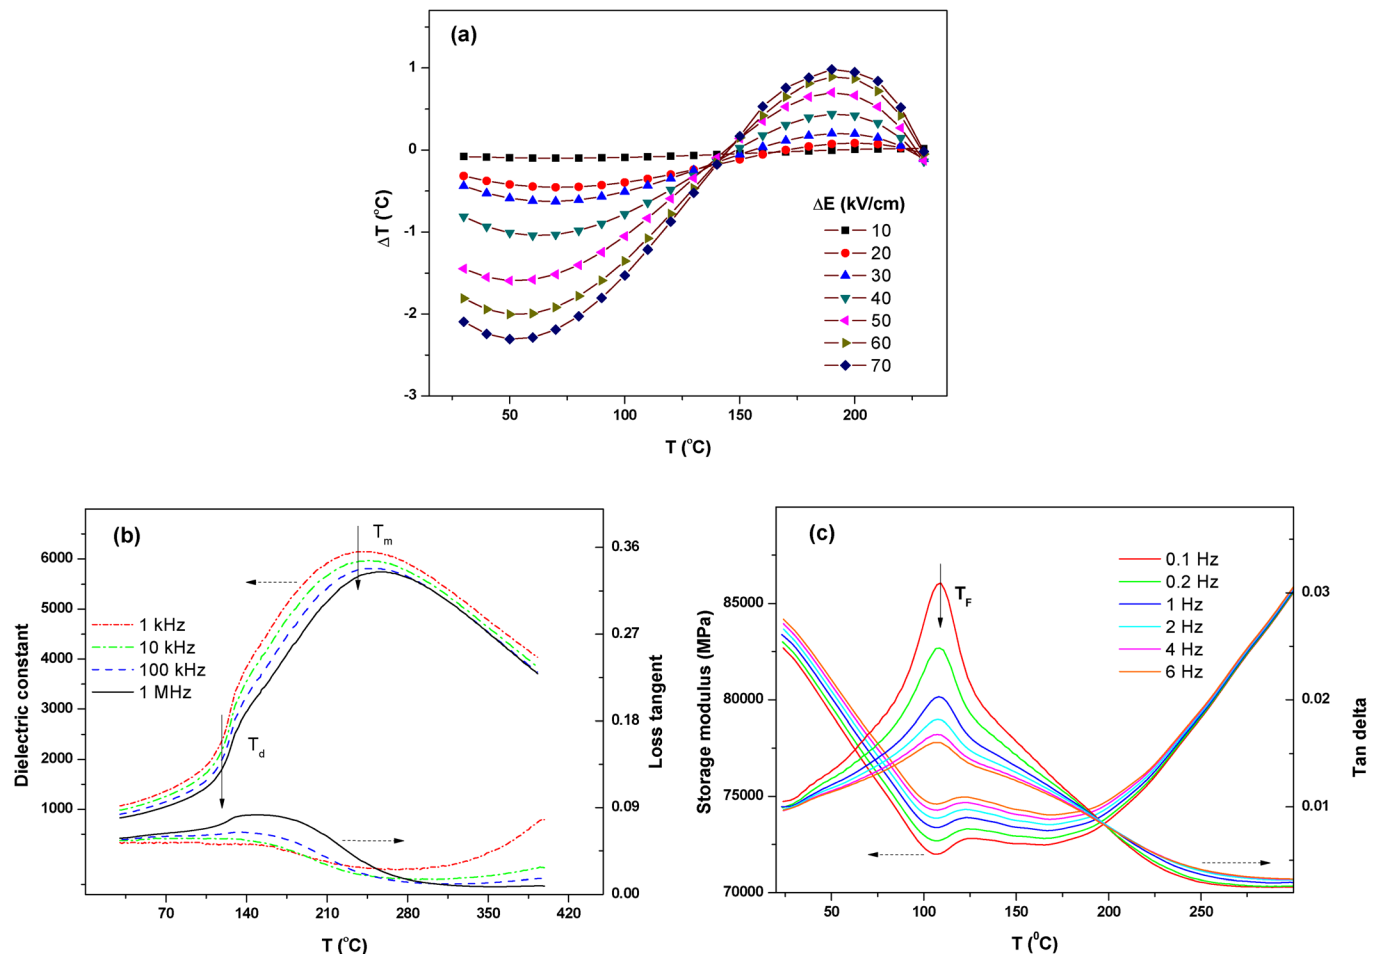 (a)
1
0
-1
-2
-3
ΔT (°C)
ΔE (kV/cm)
10
20
30
40
50
60
70
50
100
150
200
T (°C)
(b)
T_m
6000
5000
4000
3000
2000
1000
Dielectric constant
1 kHz
10 kHz
100 kHz
1 MHz
T_d
0.36
0.27
0.18
0.09
0.00
Loss tangent
70
140
210
280
350
420
T (°C)
(c)
T_F
85000
80000
75000
70000
Storage modulus (MPa)
0.1 Hz
0.2 Hz
1 Hz
2 Hz
4 Hz
6 Hz
0.03
0.02
0.01
Tan delta
50
100
150
200
250
T (⁰C)